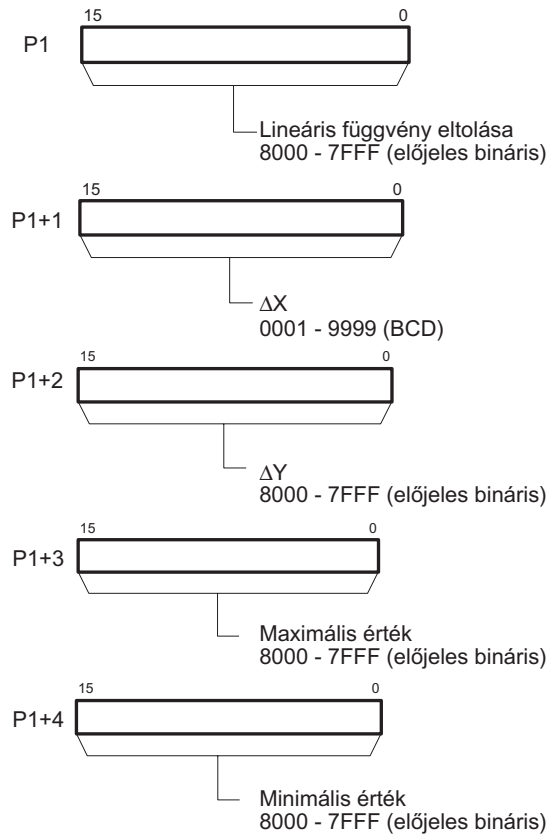 15 0
P1
Lineáris függvény eltolása
8000 - 7FFF (előjeles bináris)
15 0
P1+1
ΔX
0001 - 9999 (BCD)
15 0
P1+2
ΔY
8000 - 7FFF (előjeles bináris)
15 0
P1+3
Maximális érték
8000 - 7FFF (előjeles bináris)
15 0
P1+4
Minimális érték
8000 - 7FFF (előjeles bináris)